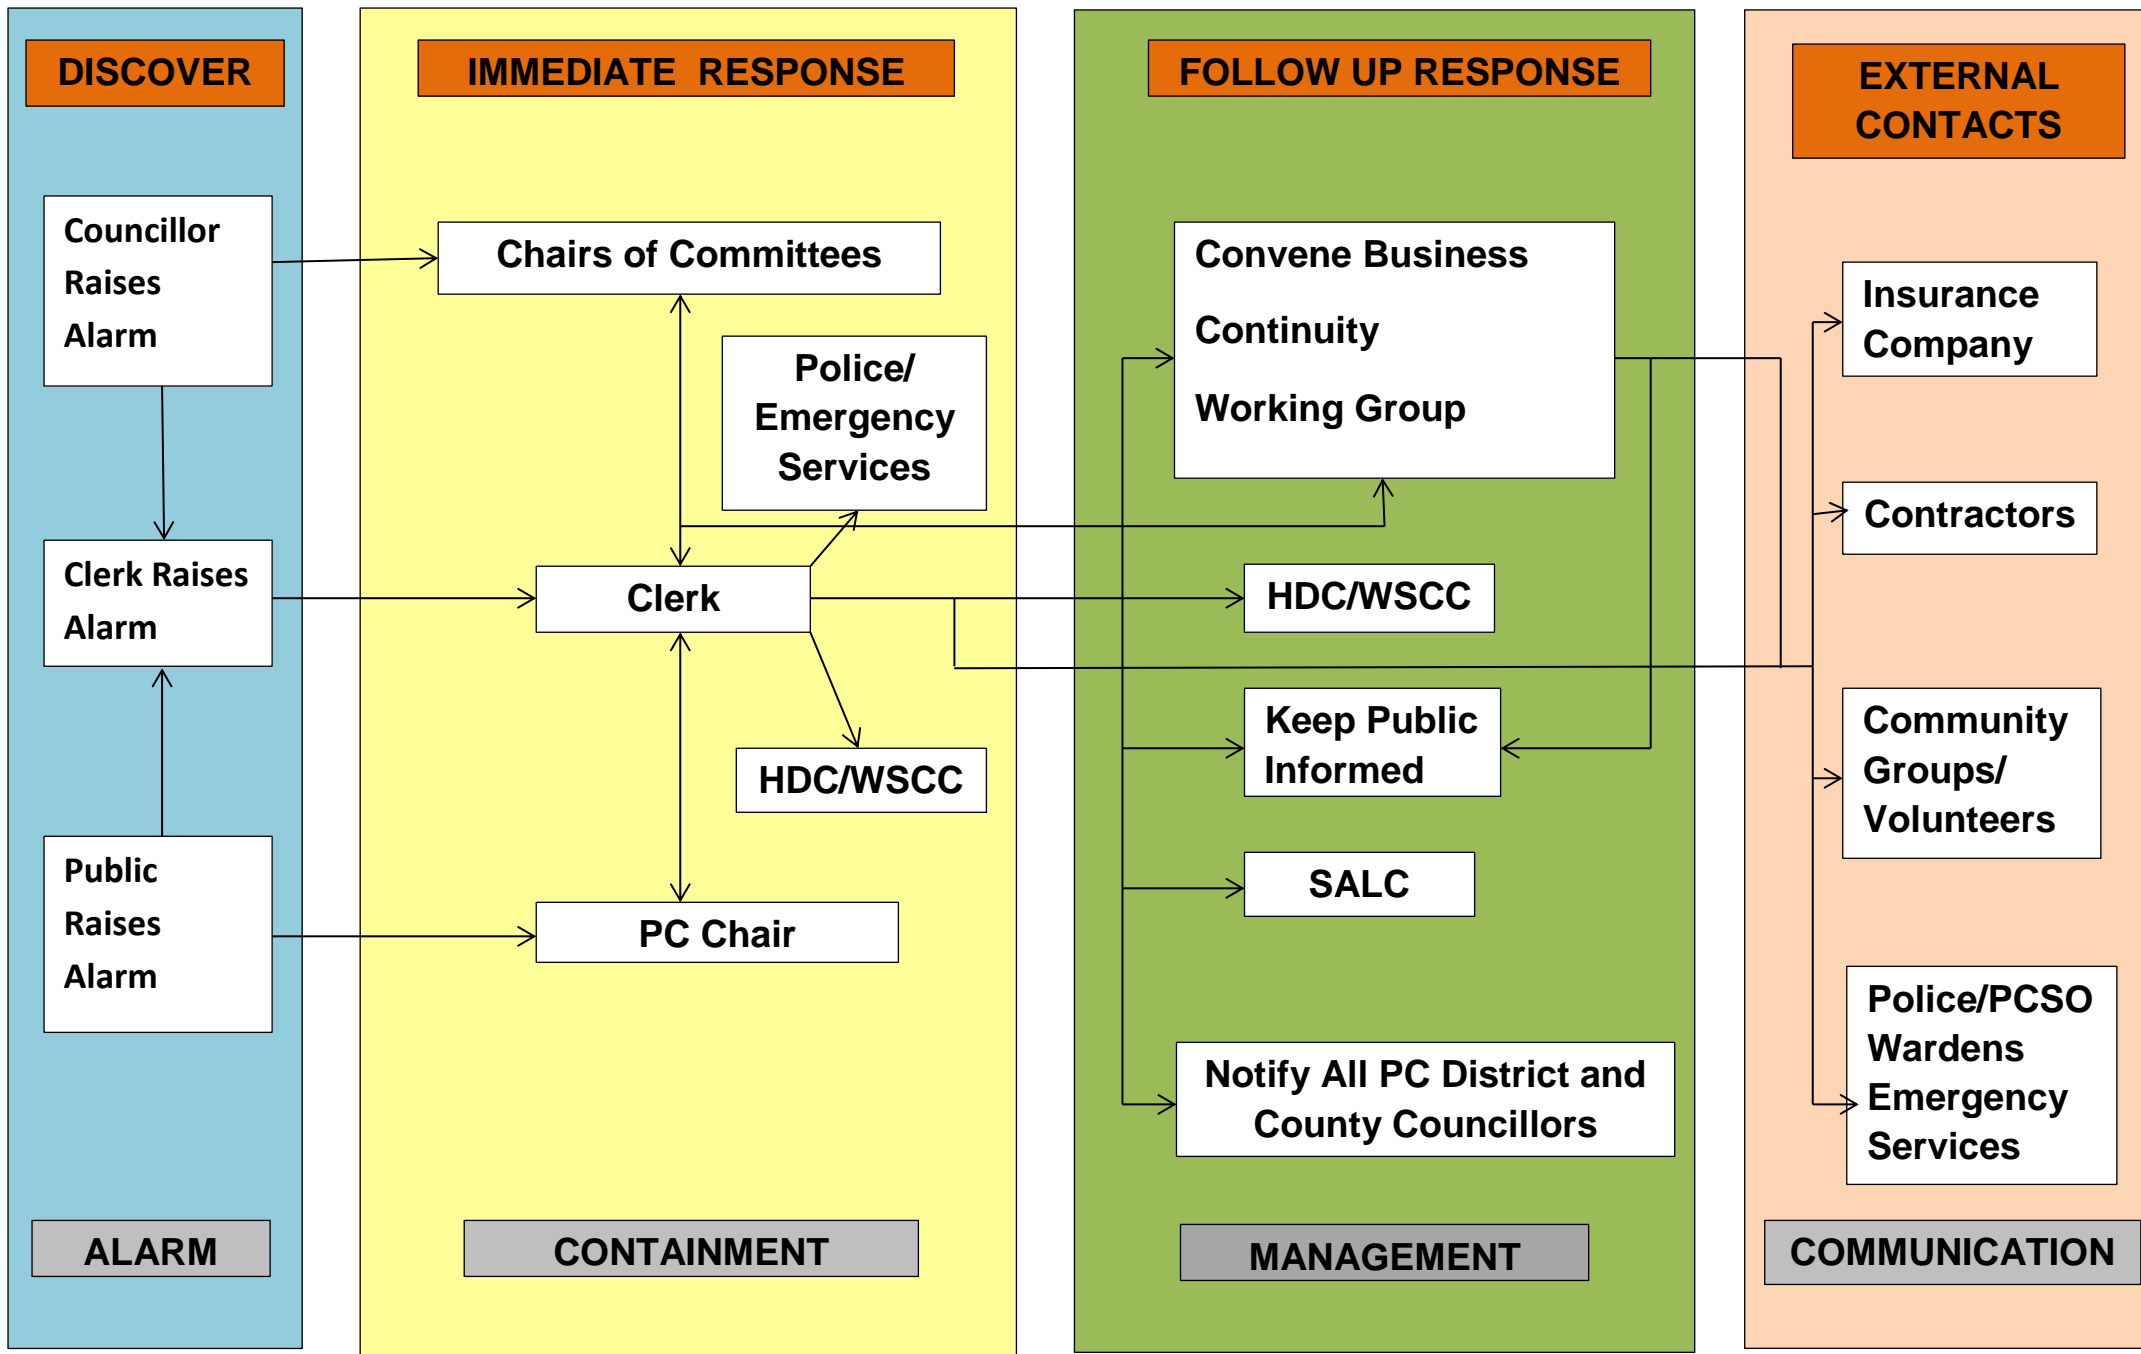 DISCOVER
Councillor
Raises
Alarm
Clerk Raises
Alarm
Public
Raises
Alarm
ALARM
IMMEDIATE RESPONSE
Chairs of Committees
Police/
Emergency
Services
Clerk
HDC/WSCC
PC Chair
CONTAINMENT
FOLLOW UP RESPONSE
Convene Business
Continuity
Working Group
HDC/WSCC
Keep Public
Informed
SALC
Notify All PC District and
County Councillors
MANAGEMENT
EXTERNAL
CONTACTS
Insurance
Company
Contractors
Community
Groups/
Volunteers
Police/PCSO
Wardens
Emergency
Services
COMMUNICATION